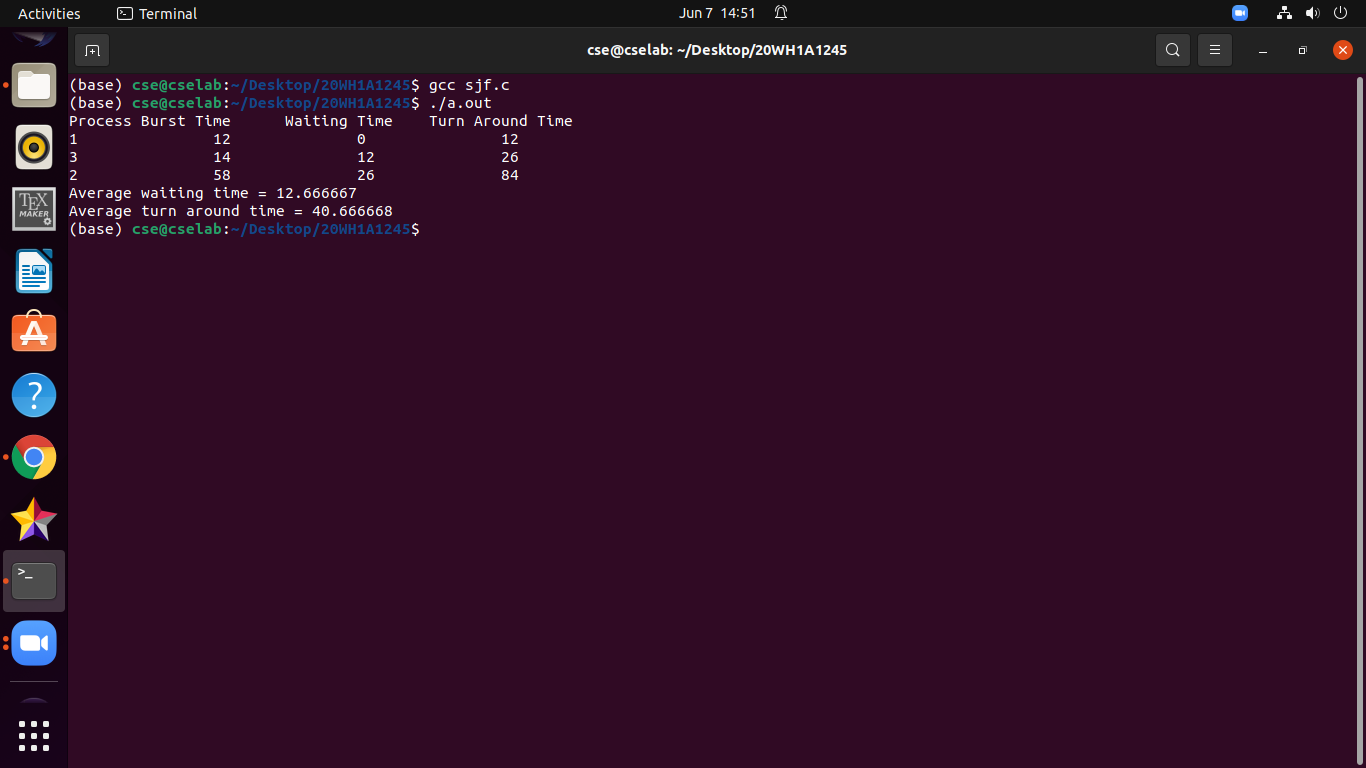 Activities Terminal Jun 7 14:51
cse@cselab: ~/Desktop/20WH1A1245
(base) cse@cselab:~/Desktop/20WH1A1245$ gcc sjf.c
(base) cse@cselab:~/Desktop/20WH1A1245$ ./a.out
Process Burst Time      Waiting Time    Turn Around Time
1               12              0               12
3               14              12              26
2               58              26              84
Average waiting time = 12.666667
Average turn around time = 40.666668
(base) cse@cselab:~/Desktop/20WH1A1245$
TEX
MAKER
?
>_